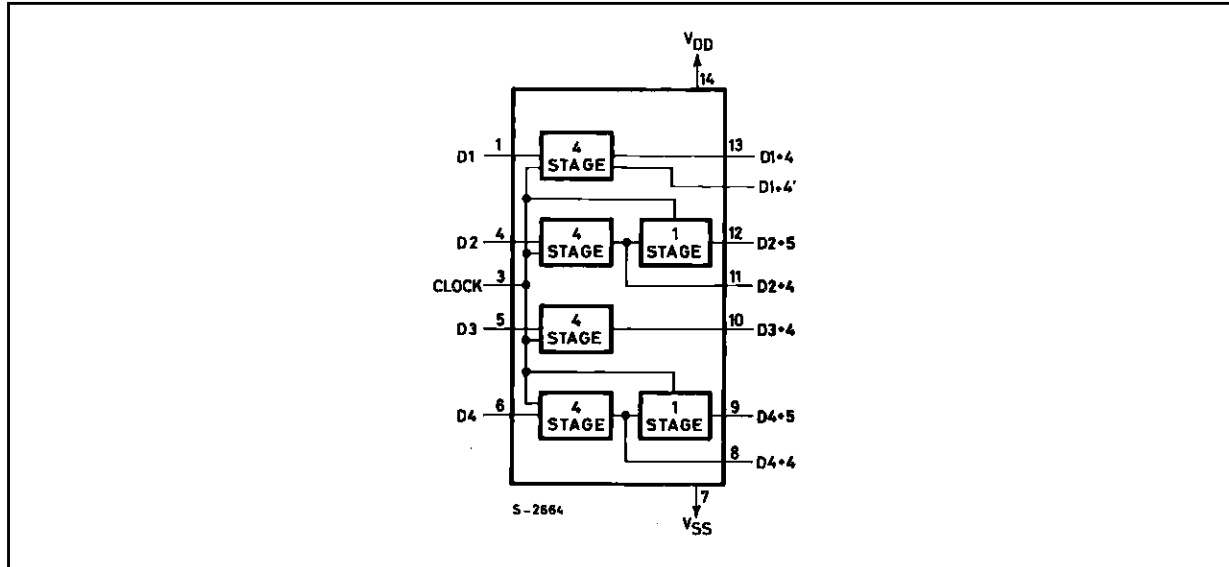 VDD
14
D1 1 4 STAGE 13 D1+4
D1+4'
D2 4 4 STAGE 1 STAGE 12 D2+5
11 D2+4
CLOCK 3
D3 5 4 STAGE 10 D3+4
D4 6 4 STAGE 1 STAGE 9 D4+5
8 D4+4
7
S-2664
VSS